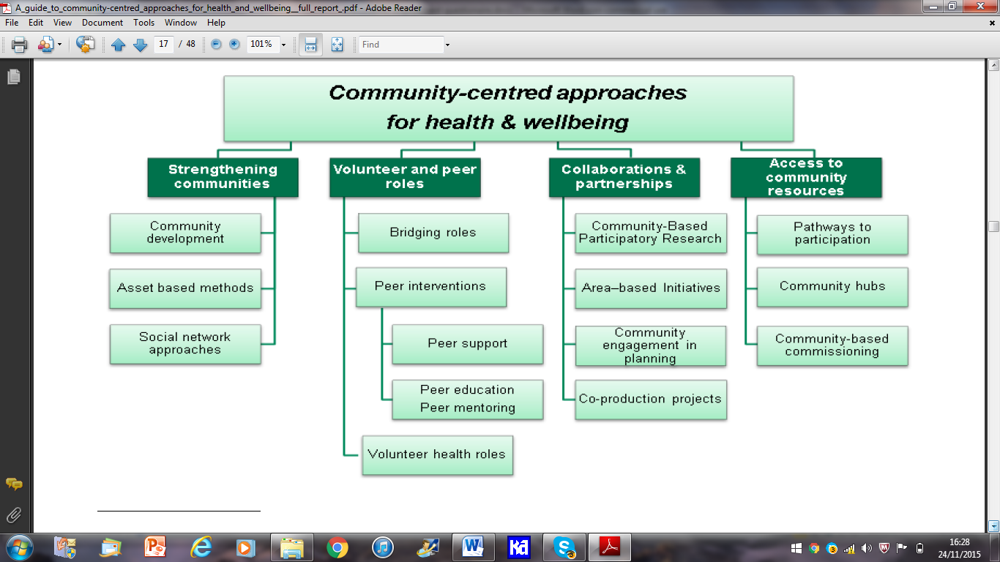 A_guide_to_community-centred_approaches_for_health_and_wellbeing__full_report_.pdf - Adobe Reader
File Edit View Document Tools Window Help
17 / 48 101% Find
Community-centred approaches
for health & wellbeing
Strengthening
communities
Community
development
Asset based methods
Social network
approaches
Volunteer and peer
roles
Bridging roles
Peer interventions
Peer support
Peer education
Peer mentoring
Volunteer health roles
Collaborations &
partnerships
Community-Based
Participatory Research
Area–based Initiatives
Community
engagement in
planning
Co-production projects
Access to
community
resources
Pathways to
participation
Community hubs
Community-based
commissioning
16:28
24/11/2015